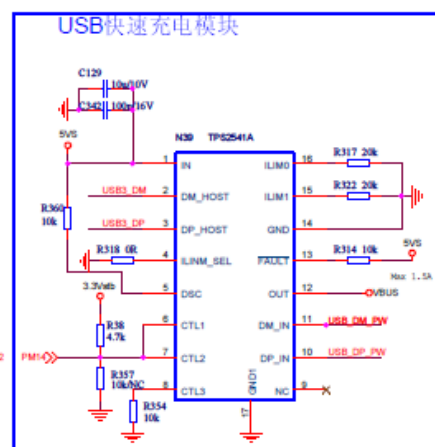 USB快速充电模块
C129
10u/10V
C342 100n/16V
5VS
N39 TPS2541A
1 IN
2 DM_HOST
3 DP_HOST
4 ILINM_SEL
5 DSC
6 CTL1
7 CTL2
8 CTL3
16 ILIM0
15 ILIM1
14 GND
13 FAULT
12 OUT
11 DM_IN
10 DP_IN
9 NC
GND1
17
USB3_DM
USB3_DP
R360
10k
R318 0R
3.3Vstb
R38
4.7k
PM14
R357
10k/NC
R354
10k
R317 20k
R322 20k
R314 10k
5VS
Max 1.5A
VBUS
USB_DM_PW
USB_DP_PW